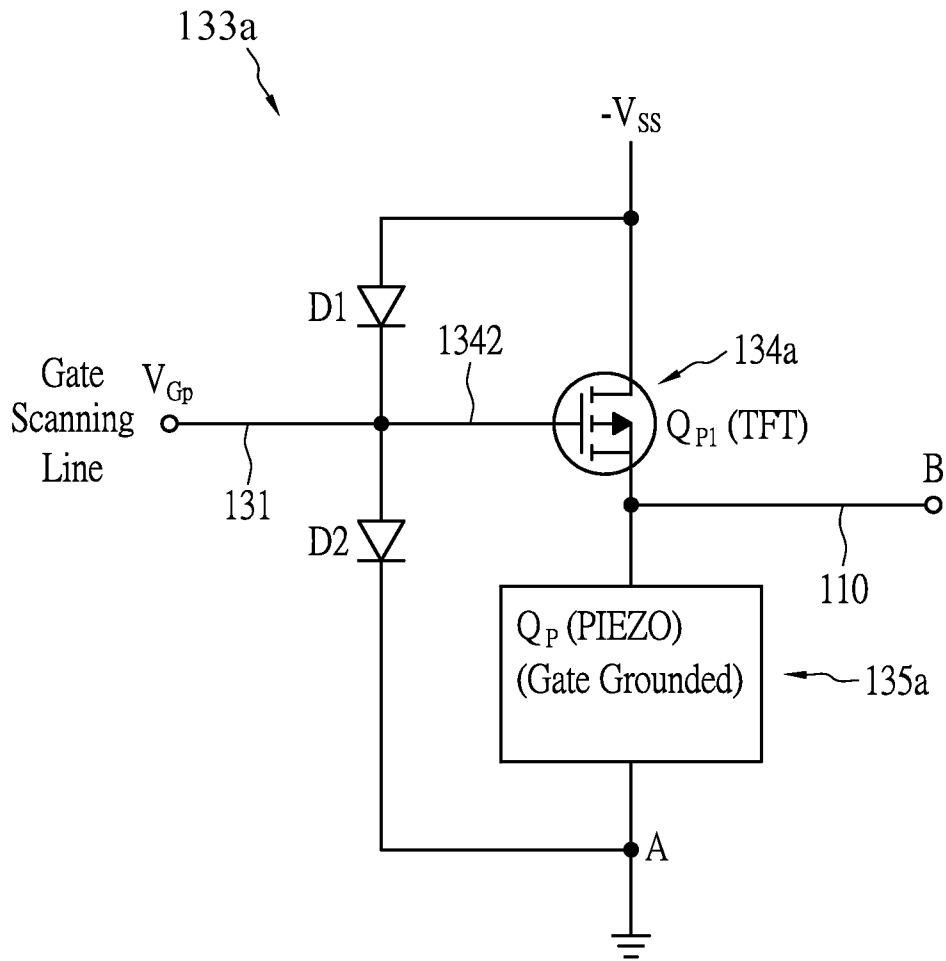 133a
-VSS
D1
1342
134a
Gate
Scanning
Line
VGp
QP1 (TFT)
131
B
D2
110
QP (PIEZO)
(Gate Grounded)
135a
A